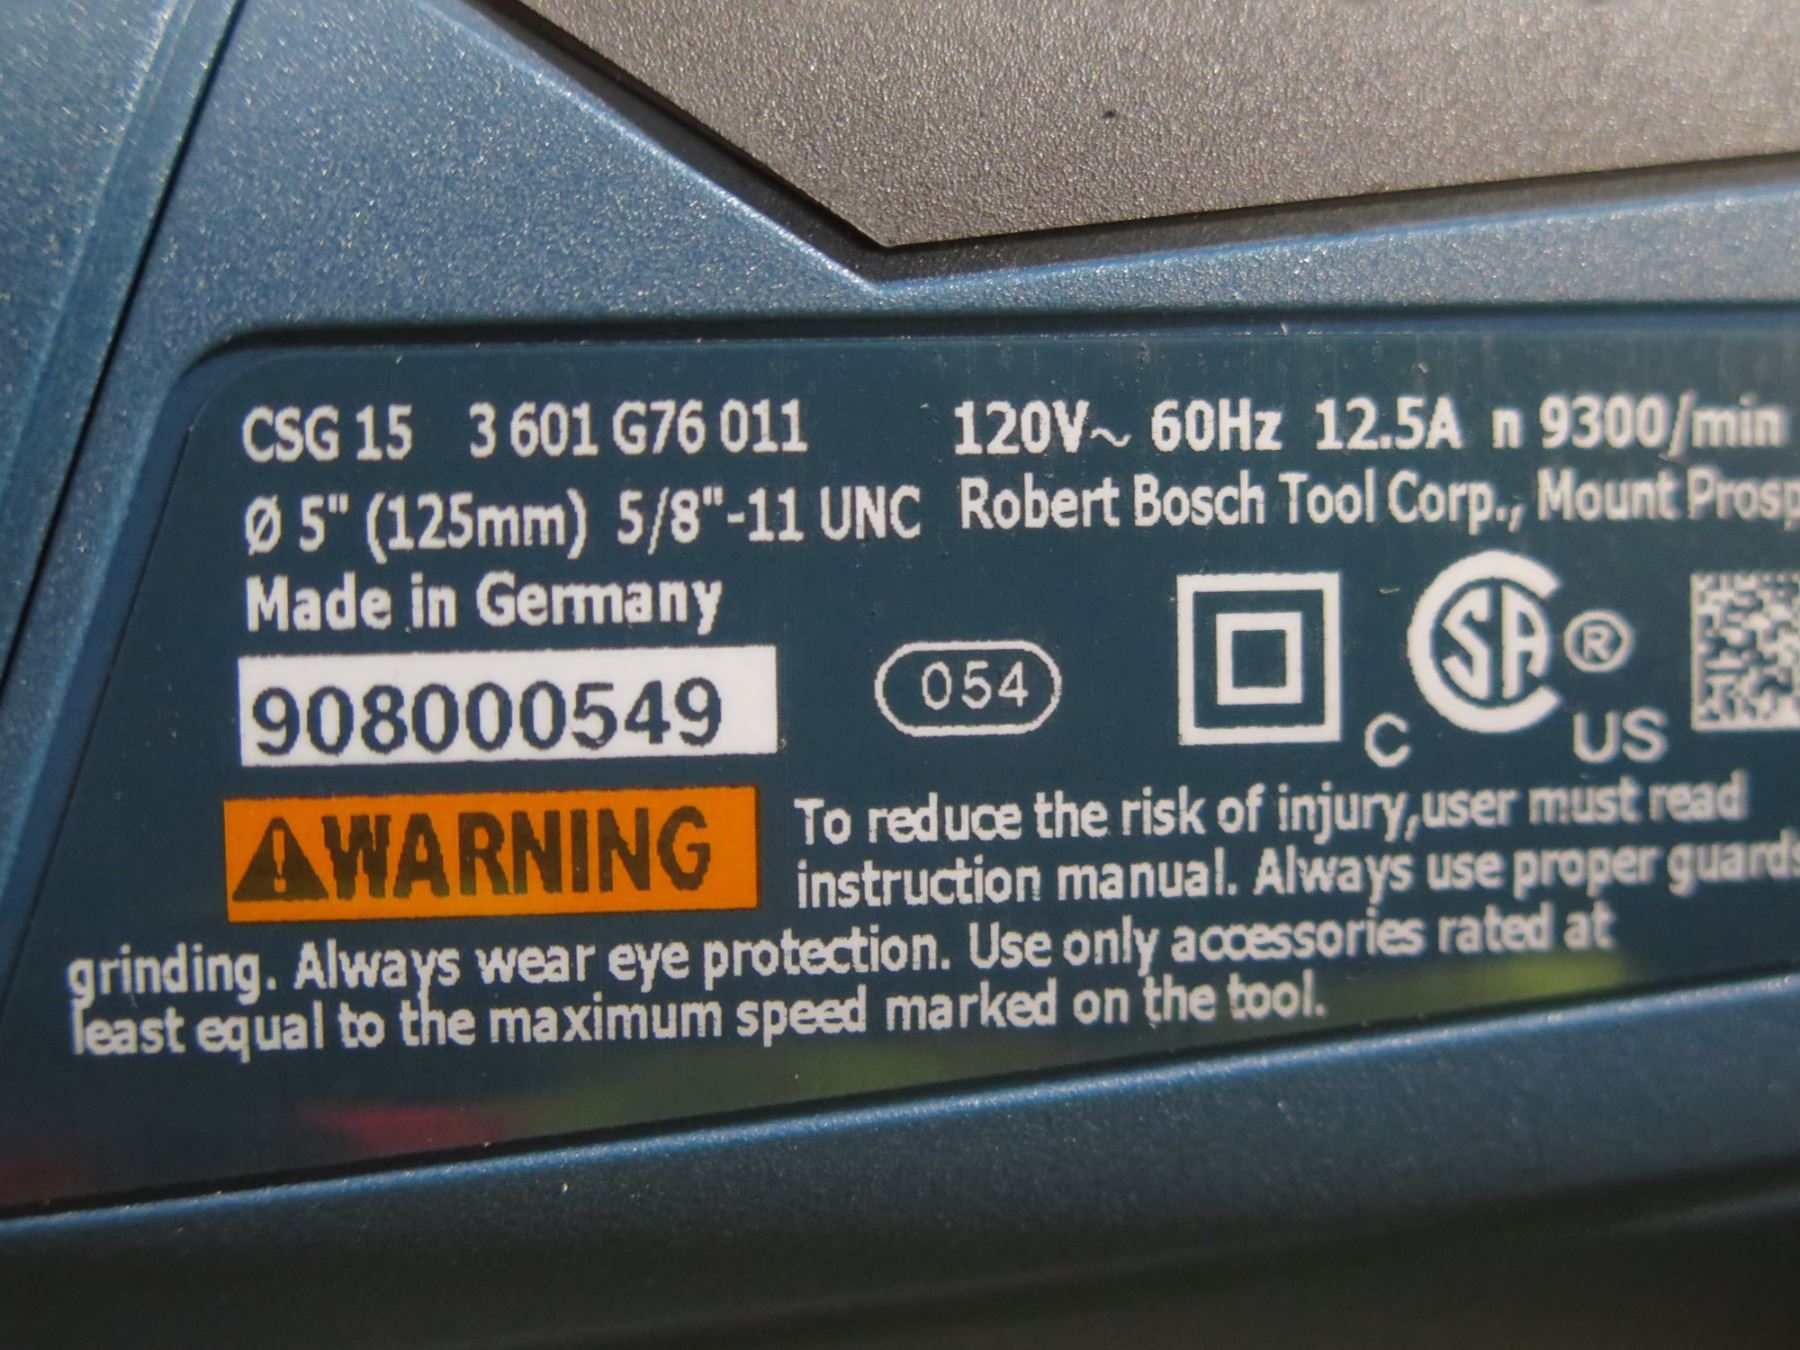 CSG 15 3 601 G76 011 120V~ 60Hz 12.5A n 9300/min
Ø 5" (125mm) 5/8"-11 UNC Robert Bosch Tool Corp., Mount
Made in Germany
908000549
054
CSA ®
C US
⚠WARNING
To reduce the risk of injury,user must read
instruction manual. Always use proper guards
grinding. Always wear eye protection. Use only accessories rated at
least equal to the maximum speed marked on the tool.